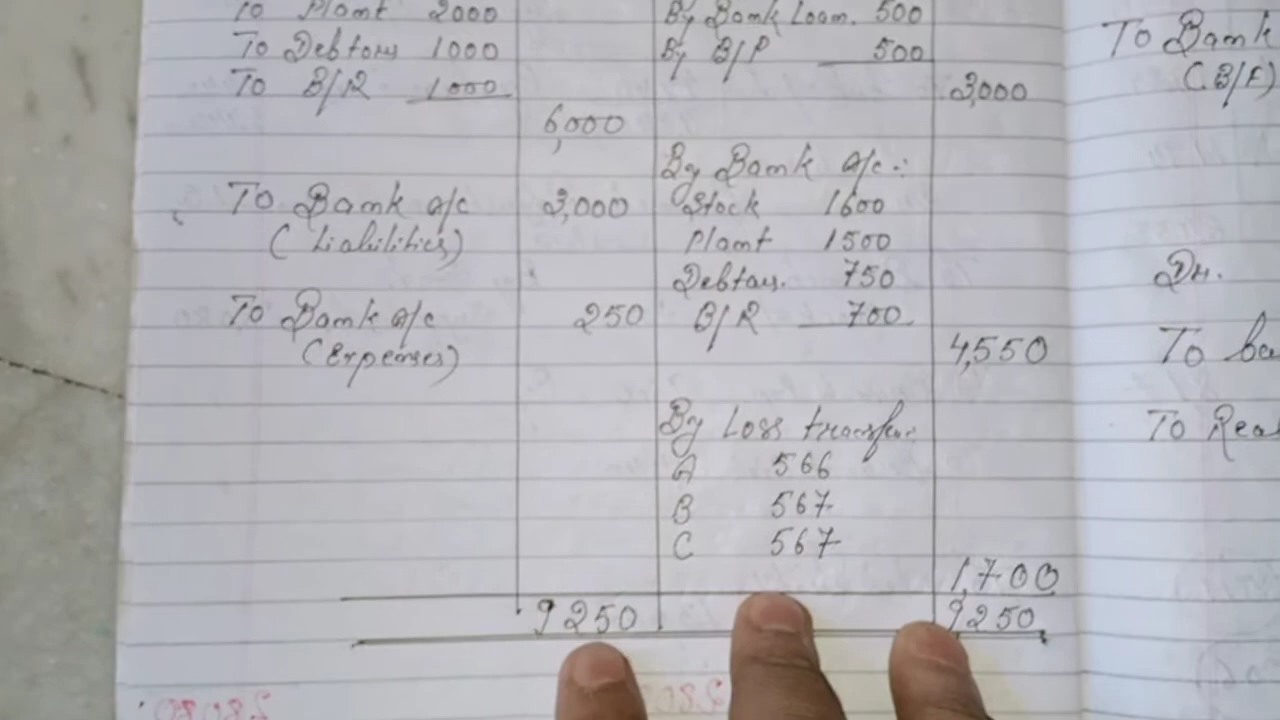 To Plant 2000
To Debtors 1000
To B/R 1000
6,000
To Bank a/c 3,000
(Liabilities)
To Bank a/c 250
(Expenses)
9250
By Bank Loan. 500
By B/P 500
3,000
By Bank a/c:
Stock 1600
Plant 1500
Debtors. 750
B/R 700
4,550
By Loss transfer
A 566
B 567
C 567
1,700
9250
To Bank
(B/F)
Dr.
To ba
To Rea